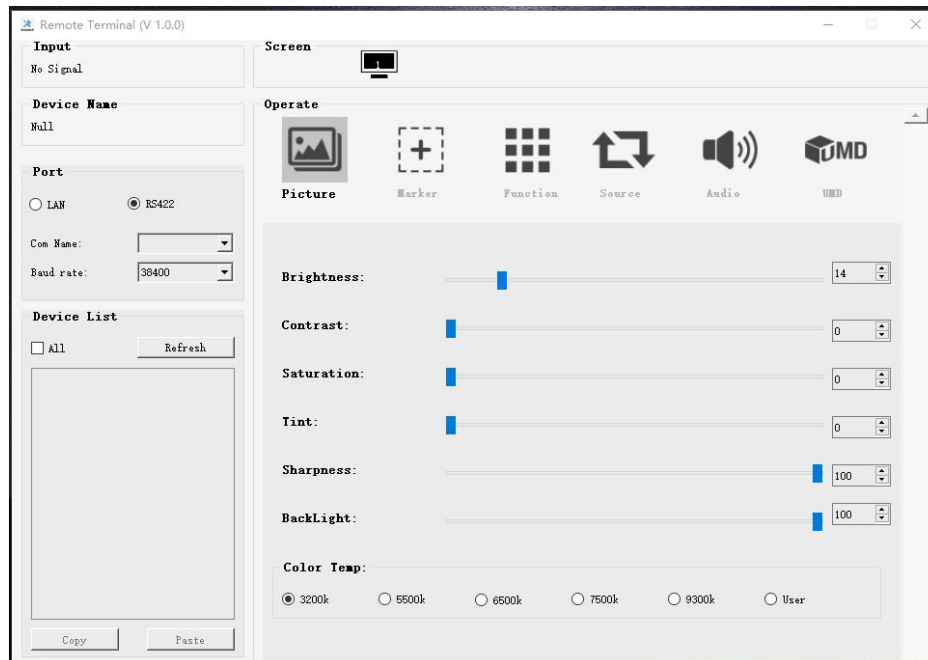 Remote Terminal (V 1.0.0)
Input
No Signal
Device Name
Null
Port
LAN
RS422
Com Name:
Baud rate:
38400
Device List
All
Refresh
Copy
Paste
Screen
1
Operate
UMD
Picture
Marker
Function
Source
Audio
UMD
Brightness:
14
Contrast:
0
Saturation:
0
Tint:
0
Sharpness:
100
BackLight:
100
Color Temp:
3200k
5500k
6500k
7500k
9300k
User